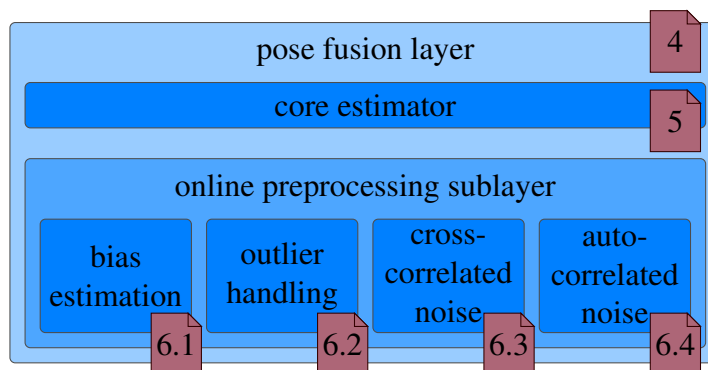 pose fusion layer
4
core estimator
5
online preprocessing sublayer
bias
estimation
6.1
outlier
handling
6.2
cross-
correlated
noise
6.3
auto-
correlated
noise
6.4